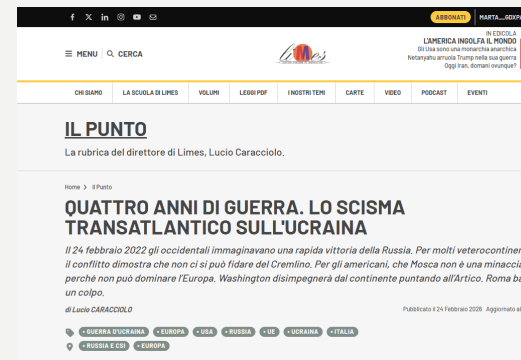 ABBONATI
MARTA__GOXP
IN EDICOLA
L'AMERICA INGOLFA IL MONDO
Gli Usa sono una monarchia anarchica
Netanyahu arruola Trump nella sua guerra
Oggi Iran, domani ovunque?
MENU
CERCA
limes
CHI SIAMO
LA SCUOLA DI LIMES
VOLUMI
LEGGI PDF
I NOSTRI TEMI
CARTE
VIDEO
PODCAST
EVENTI
IL PUNTO
La rubrica del direttore di Limes, Lucio Caracciolo.
Home > Il Punto
QUATTRO ANNI DI GUERRA. LO SCISMA
TRANSATLANTICO SULL'UCRAINA
Il 24 febbraio 2022 gli occidentali immaginavano una rapida vittoria della Russia. Per molti veterocontinen
il conflitto dimostra che non ci si può fidare del Cremlino. Per gli americani, che Mosca non è una minaccia
perché non può dominare l'Europa. Washington disimpegnerà dal continente puntando all'Artico. Roma ba
un colpo.
di Lucio CARACCIOLO
Pubblicato il 24 Febbraio 2026 Aggiornato al
• GUERRA D'UCRAINA • EUROPA • USA • RUSSIA • UE • UCRAINA • ITALIA
• RUSSIA E CSI • EUROPA